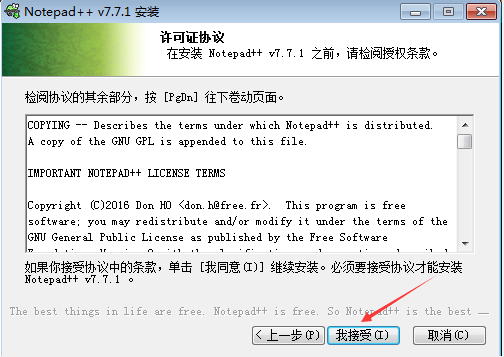 Notepad++ v7.7.1 安装
许可证协议
在安装 Notepad++ v7.7.1 之前，请检阅授权条款。
检阅协议的其余部分，按 [PgDn] 往下卷动页面。
COPYING -- Describes the terms under which Notepad++ is distributed.
A copy of the GNU GPL is appended to this file.
IMPORTANT NOTEPAD++ LICENSE TERMS
Copyright (C)2016 Don HO <don.h@free.fr>. This program is free
software; you may redistribute and/or modify it under the terms of the
GNU General Public License as published by the Free Software
如果你接受协议中的条款，单击 [我同意(I)] 继续安装。必须要接受协议才能安装
Notepad++ v7.7.1 。
The best things in life are free. Notepad++ is free. So Notepad++ is the best
< 上一步(P)
我接受(I)
取消(C)